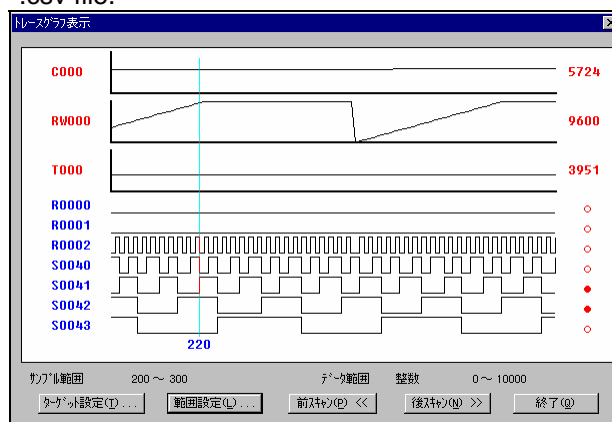 .csv file.
トレースグラフ表示
C000 5724
RW000 9600
T000 3951
R0000
R0001
R0002
S0040
S0041
S0042
S0043
220
サンプル範囲 200 ~ 300 データ範囲 整数 0 ~ 10000
ターゲット設定(T)... 範囲設定(L)... 前スキャン(P) << 後スキャン(N) >> 終了(Q)